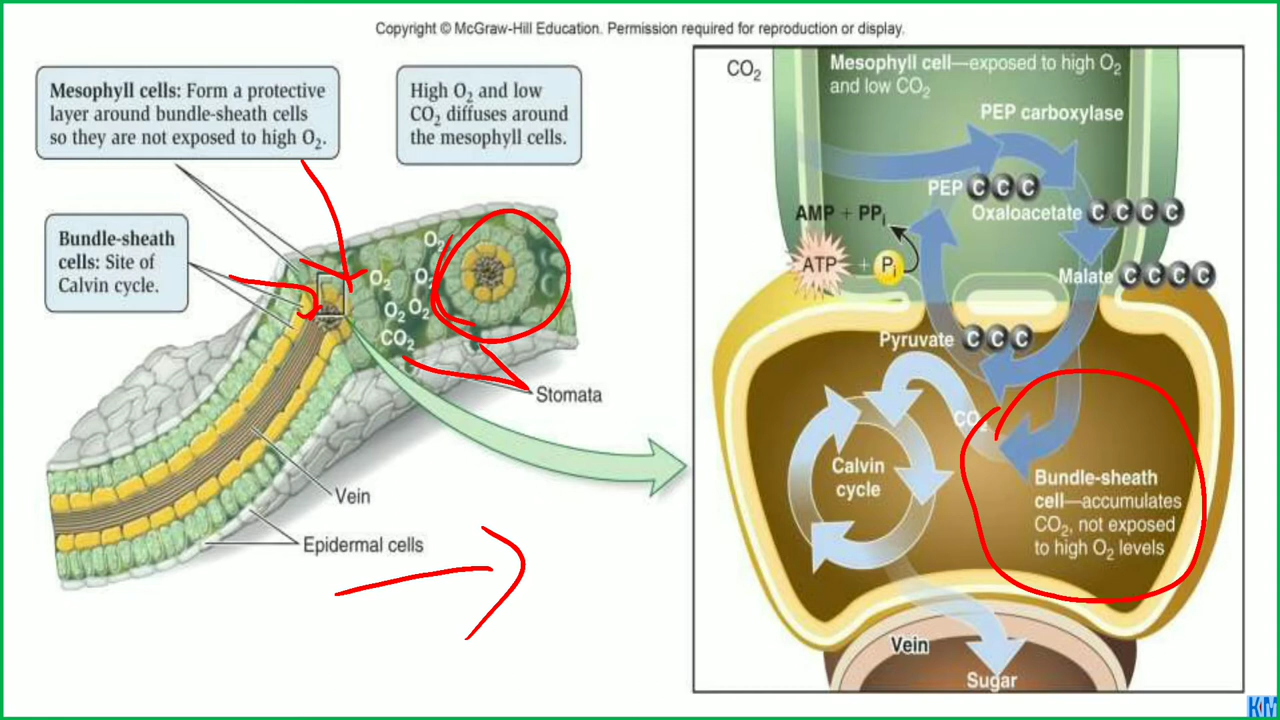 Copyright © McGraw-Hill Education. Permission required for reproduction or display.
Mesophyll cells: Form a protective
layer around bundle-sheath cells
so they are not exposed to high O₂.
High O₂ and low
CO₂ diffuses around
the mesophyll cells.
Bundle-sheath
cells: Site of
Calvin cycle.
O₂
O₂
O₂
O₂
O₂
CO₂
Stomata
Vein
Epidermal cells
CO₂
Mesophyll cell—exposed to high O₂
and low CO₂
PEP carboxylase
PEP C C C
AMP + PPi
Oxaloacetate C C C C
ATP + Pi
Malate C C C C
Pyruvate C C C
CO₂
Calvin
cycle
Bundle-sheath
cell—accumulates
CO₂, not exposed
to high O₂ levels
Vein
Sugar
KM